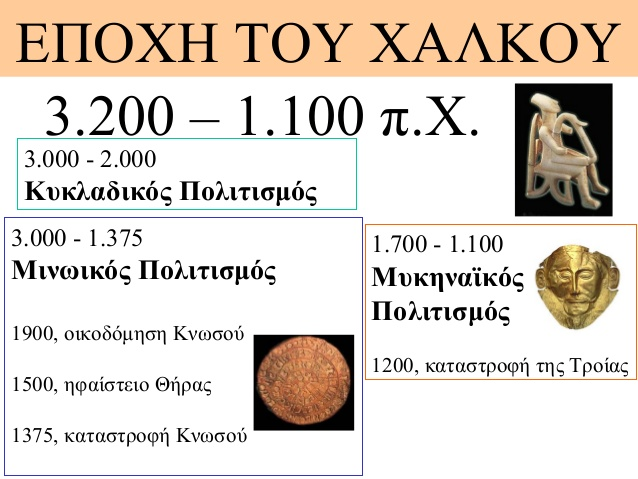 ΕΠΟΧΗ ΤΟΥ ΧΑΛΚΟΥ
3.200 – 1.100 π.Χ.
3.000 - 2.000
Κυκλαδικός Πολιτισμός
3.000 - 1.375
Μινωικός Πολιτισμός
1900, οικοδόμηση Κνωσού
1500, ηφαίστειο Θήρας
1375, καταστροφή Κνωσού
1.700 - 1.100
Μυκηναϊκός
Πολιτισμός
1200, καταστροφή της Τροίας